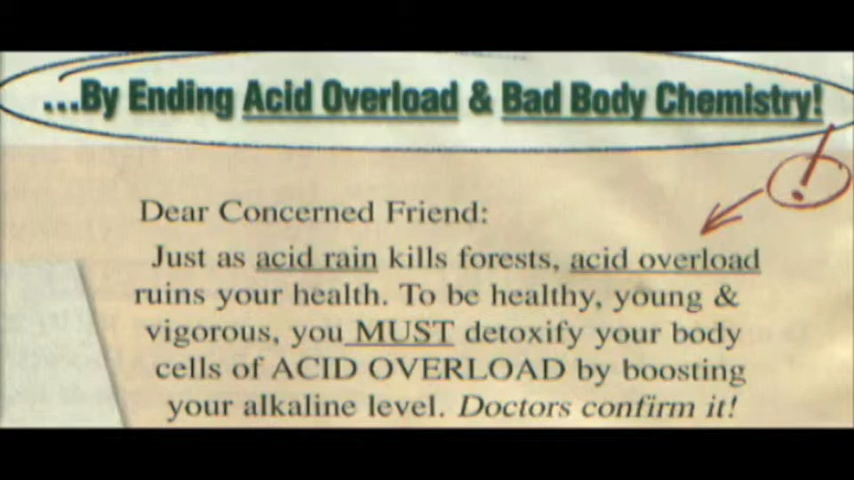 ...By Ending Acid Overload & Bad Body Chemistry!
!
Dear Concerned Friend:
Just as acid rain kills forests, acid overload
ruins your health. To be healthy, young &
vigorous, you MUST detoxify your body
cells of ACID OVERLOAD by boosting
your alkaline level. Doctors confirm it!